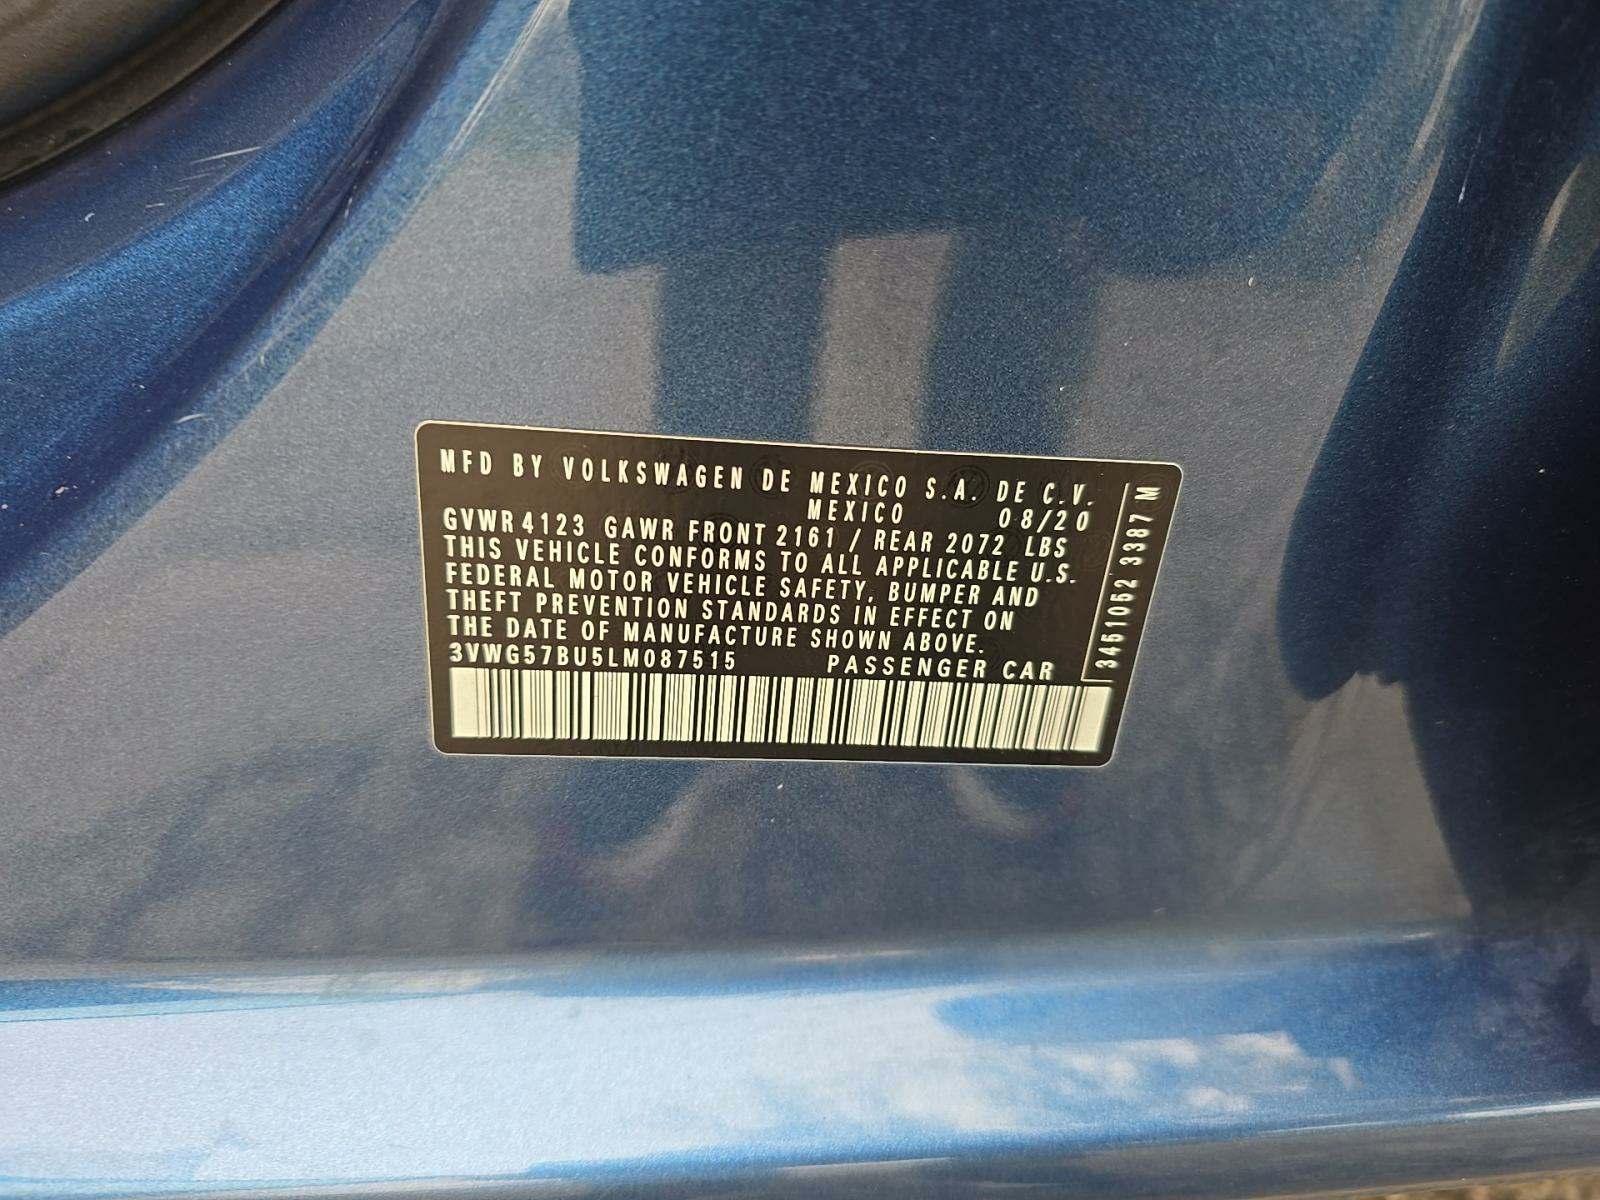 MFD BY VOLKSWAGEN DE MEXICO S.A. DE C.V.
MEXICO 08/20
GVWR 4123 GAWR FRONT 2161 / REAR 2072 LBS
THIS VEHICLE CONFORMS TO ALL APPLICABLE U.S.
FEDERAL MOTOR VEHICLE SAFETY, BUMPER AND
THEFT PREVENTION STANDARDS IN EFFECT ON
THE DATE OF MANUFACTURE SHOWN ABOVE.
3VWG57BU5LM087515 PASSENGER CAR
3461052 3387 M